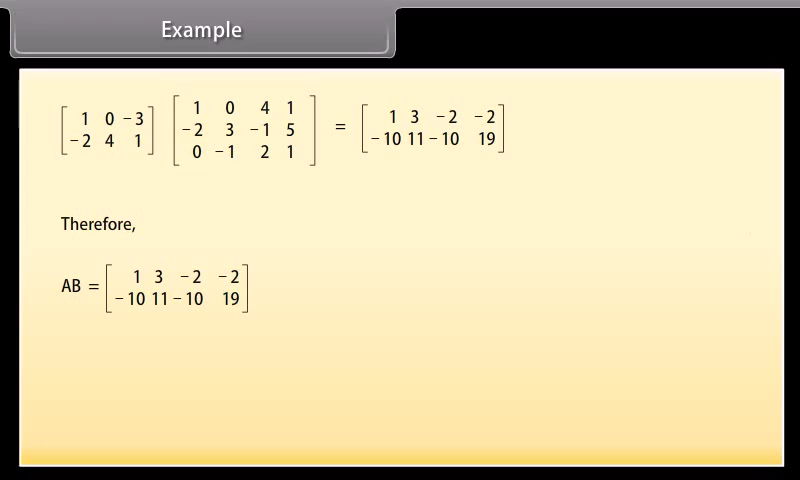 Example
1 0 −3
−2 4 1
1 0 4 1
−2 3 −1 5
0 −1 2 1
=
1 3 −2 −2
−10 11 −10 19
Therefore,
AB =
1 3 −2 −2
−10 11 −10 19